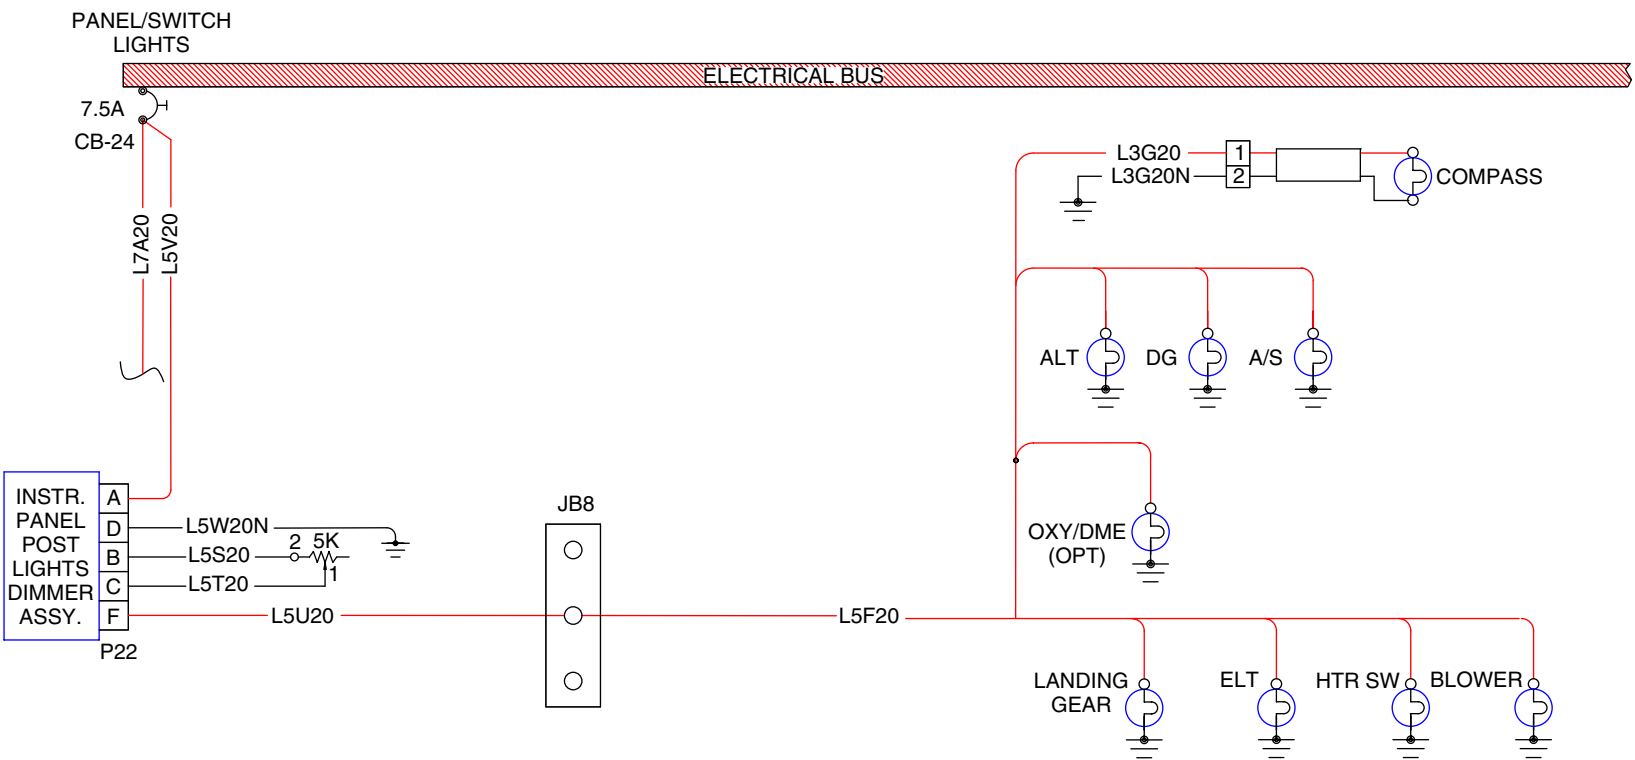 PANEL/SWITCH
LIGHTS
ELECTRICAL BUS
7.5A
CB-24
L7A20
L5V20
L3G20
1
L3G20N
2
COMPASS
ALT
DG
A/S
INSTR.
PANEL
POST
LIGHTS
DIMMER
ASSY.
A
D
B
C
F
P22
L5W20N
L5S20
2
5K
1
L5T20
L5U20
JB8
L5F20
OXY/DME
(OPT)
LANDING
GEAR
ELT
HTR SW
BLOWER